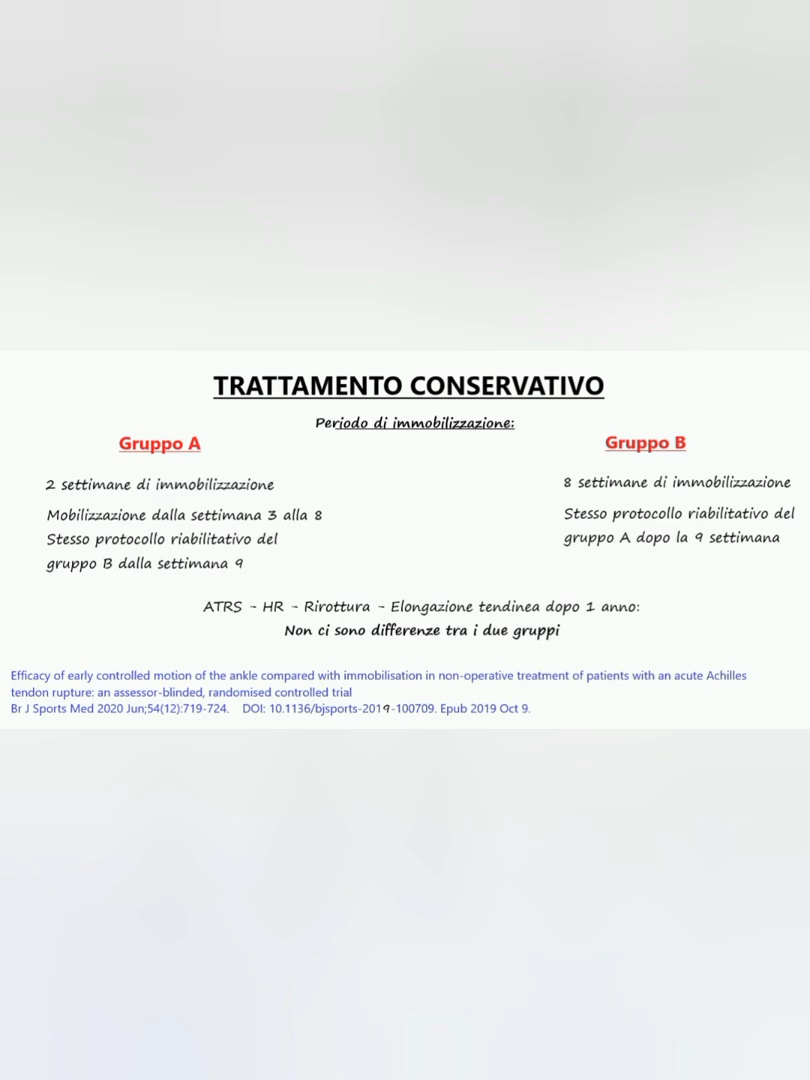 TRATTAMENTO CONSERVATIVO
Periodo di immobilizzazione:
Gruppo A
2 settimane di immobilizzazione
Mobilizzazione dalla settimana 3 alla 8
Stesso protocollo riabilitativo del
gruppo B dalla settimana 9
Gruppo B
8 settimane di immobilizzazione
Stesso protocollo riabilitativo del
gruppo A dopo la 9 settimana
ATRS - HR - Rirottura - Elongazione tendinea dopo 1 anno:
Non ci sono differenze tra i due gruppi
Efficacy of early controlled motion of the ankle compared with immobilisation in non-operative treatment of patients with an acute Achilles
tendon rupture: an assessor-blinded, randomised controlled trial
Br J Sports Med 2020 Jun;54(12):719-724. DOI: 10.1136/bjsports-2019-100709. Epub 2019 Oct 9.